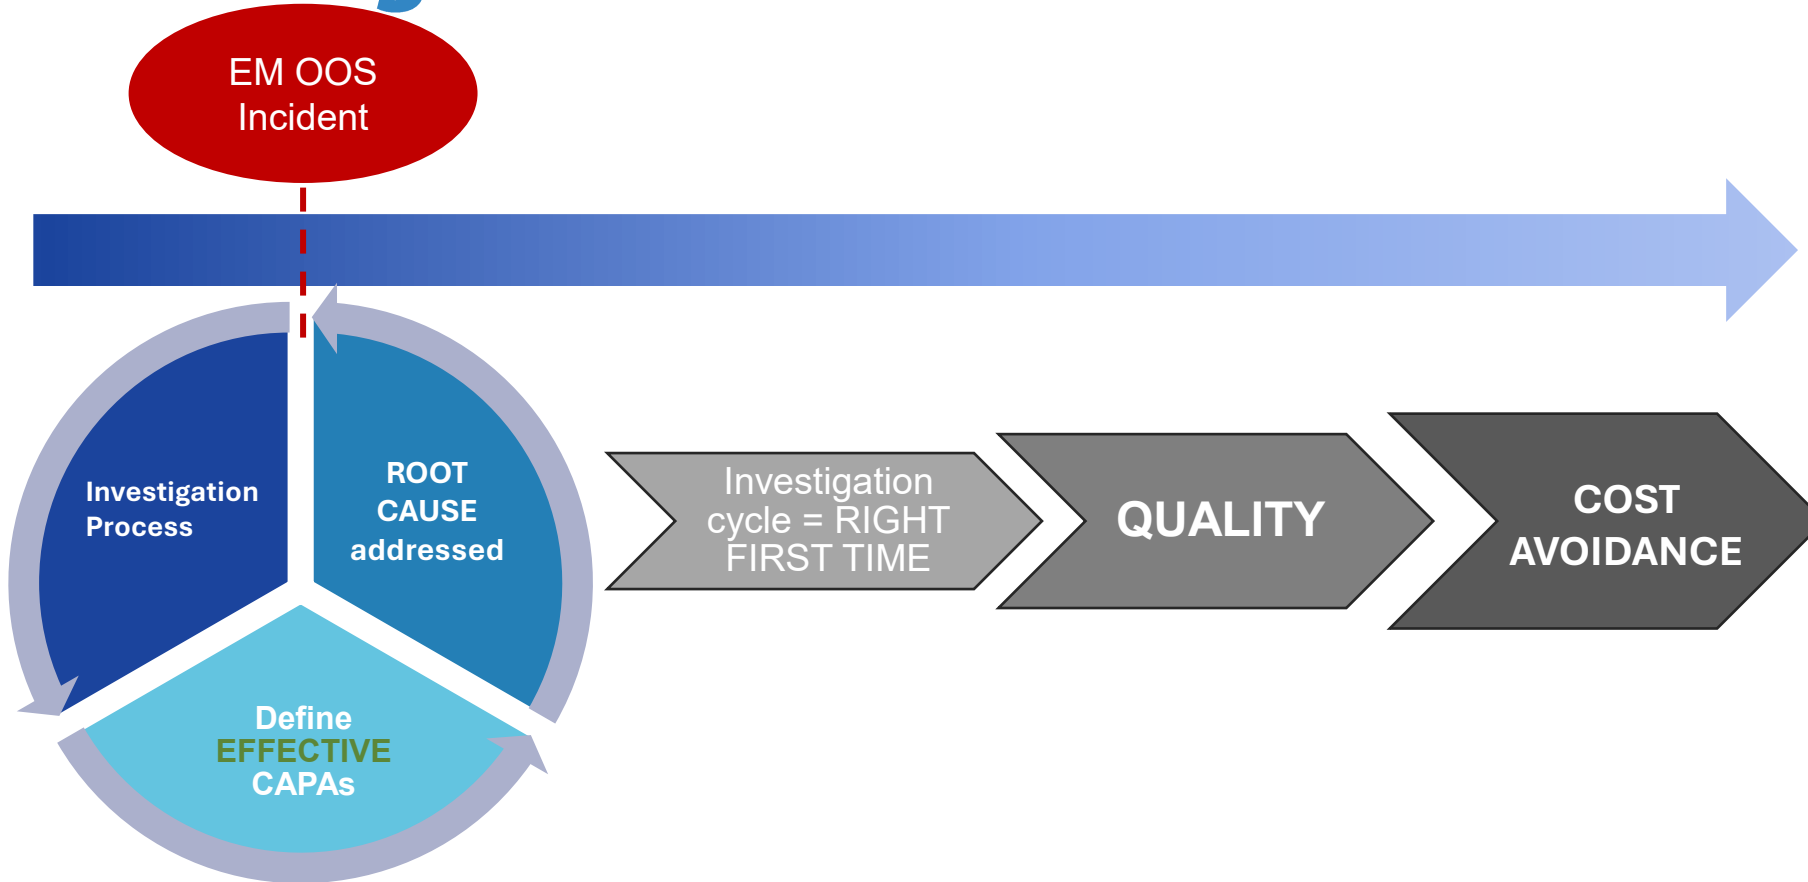 EM OOS
Incident
Investigation
Process
ROOT
CAUSE
addressed
Define
EFFECTIVE
CAPAs
Investigation
cycle = RIGHT
FIRST TIME
QUALITY
COST
AVOIDANCE